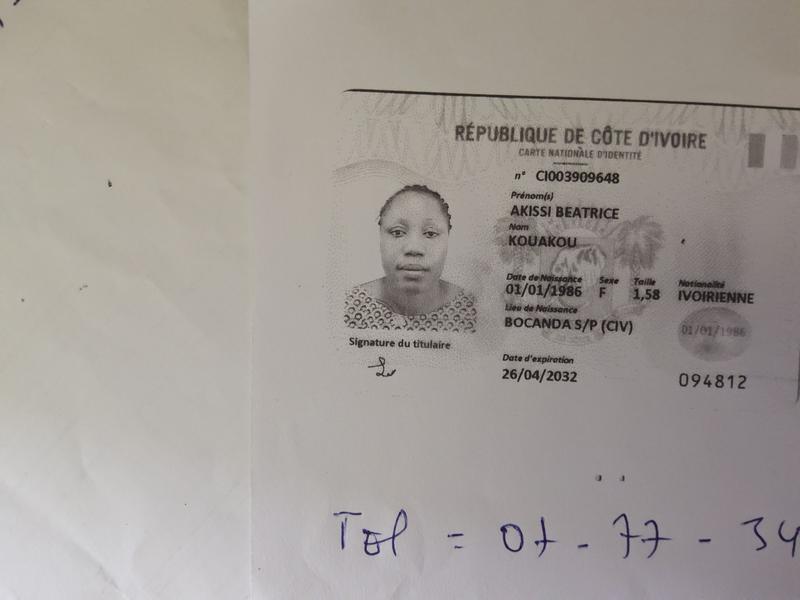 RÉPUBLIQUE DE CÔTE D'IVOIRE
CARTE NATIONALE D'IDENTITÉ
n° CI003909648
Prénom(s)
AKISSI BEATRICE
Nom
KOUAKOU
Date de Naissance Sexe Taille Nationalité
01/01/1986 F 1,58 IVOIRIENNE
Lieu de Naissance
BOCANDA S/P (CIV)
01/01/1986
Signature du titulaire
Date d'expiration
26/04/2032
094812
Tel = 07-77-34